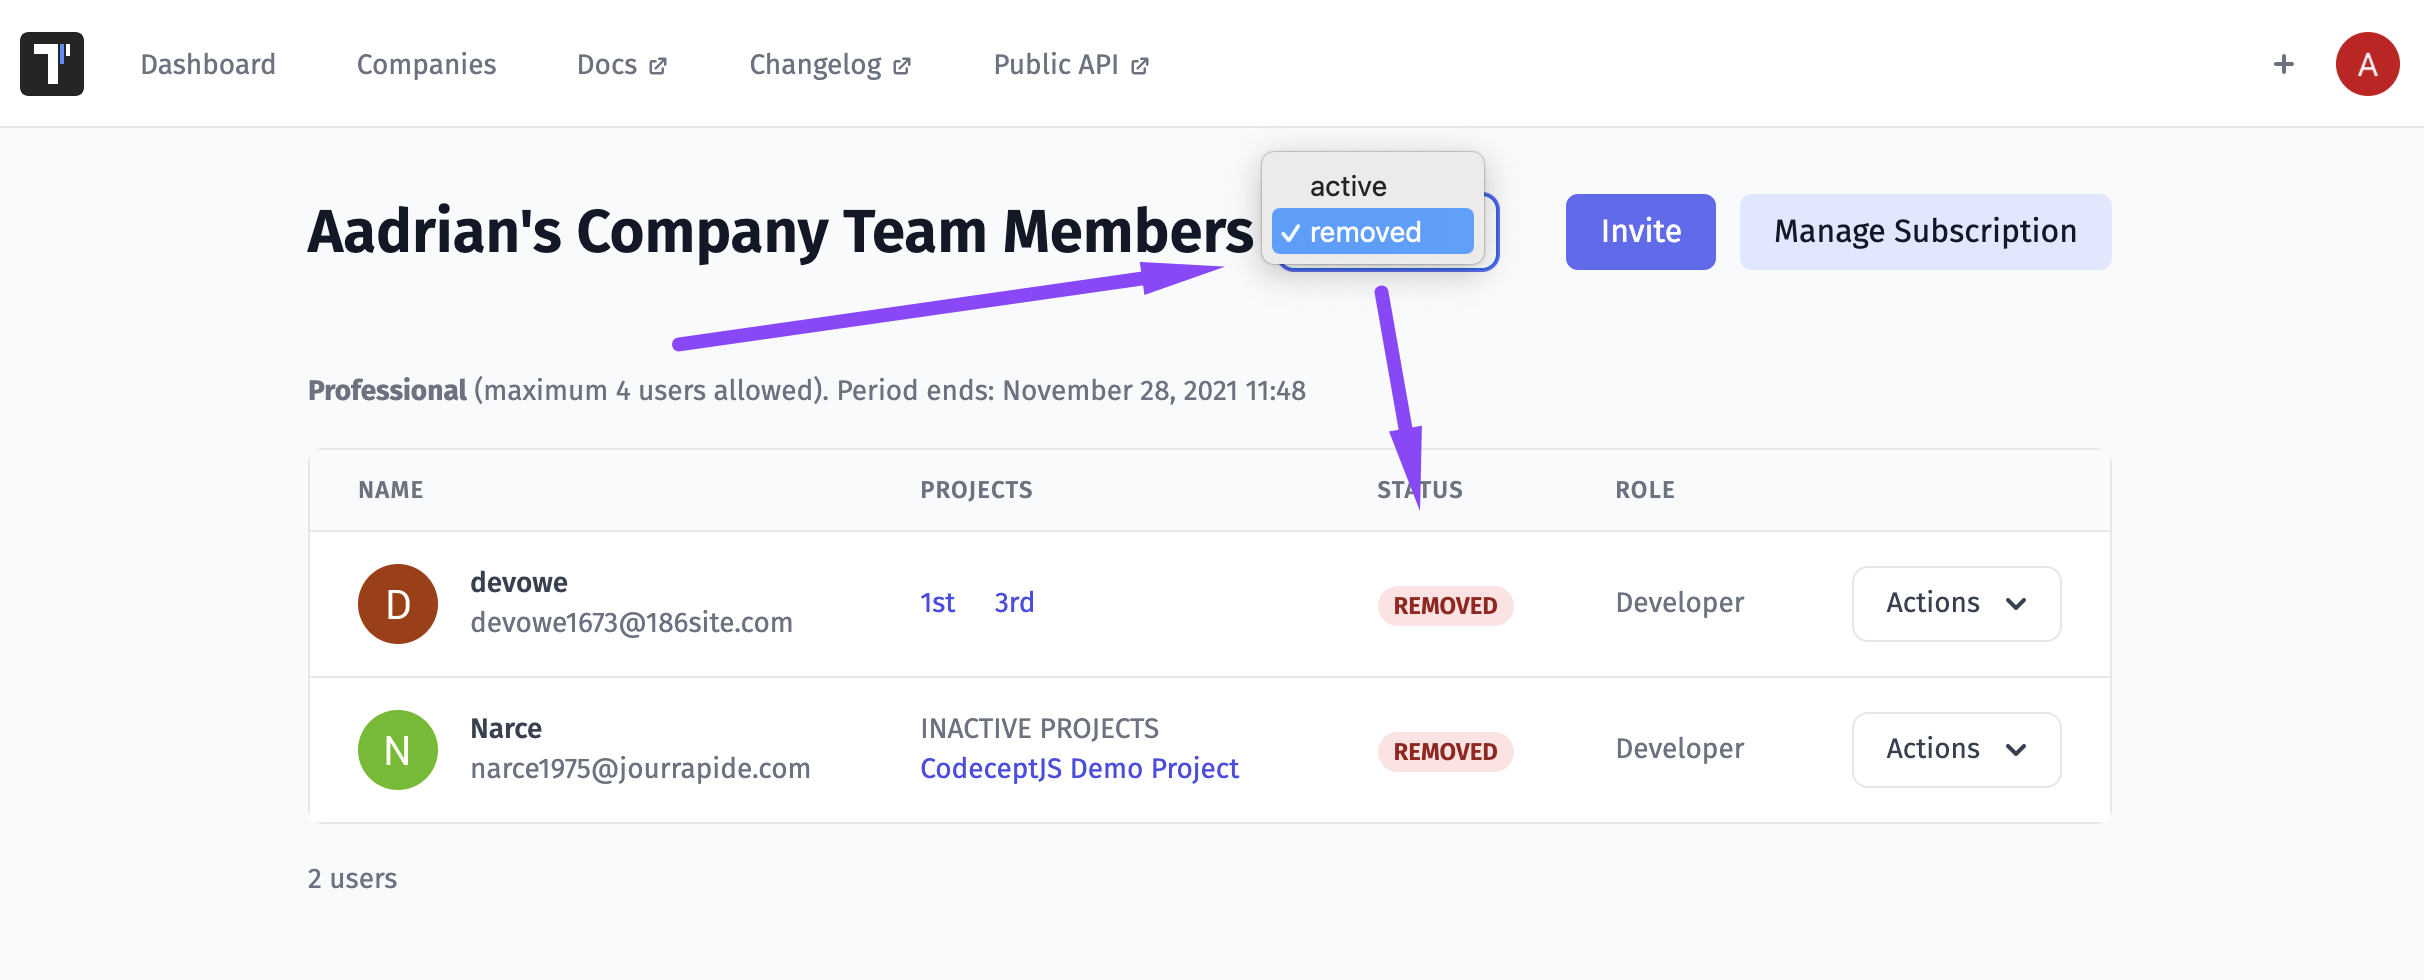 Dashboard Companies Docs Changelog Public API + A
active
Aadrian's Company Team Members ✓ removed Invite Manage Subscription
Professional (maximum 4 users allowed). Period ends: November 28, 2021 11:48
NAME PROJECTS STATUS ROLE
D devowe 1st 3rd REMOVED Developer Actions
devowe1673@186site.com
N Narce INACTIVE PROJECTS REMOVED Developer Actions
narce1975@jourrapide.com CodeceptJS Demo Project
2 users